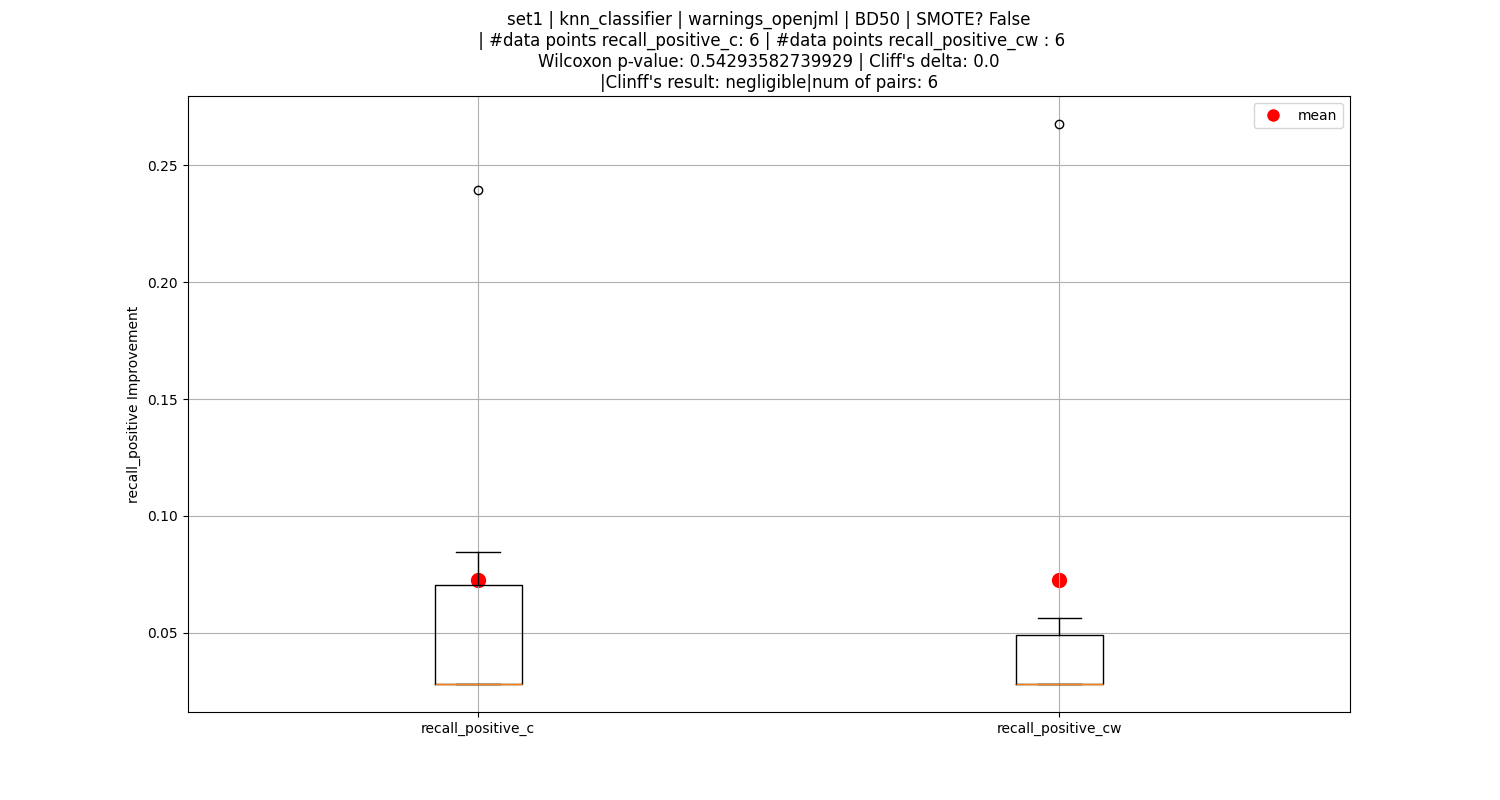 set1 | knn_classifier | warnings_openjml | BD50 | SMOTE? False
| #data points recall_positive_c: 6 | #data points recall_positive_cw : 6
Wilcoxon p-value: 0.54293582739929 | Cliff's delta: 0.0
|Clinff's result: negligible|num of pairs: 6
mean
0.25
0.20
0.15
0.10
0.05
recall_positive Improvement
recall_positive_c
recall_positive_cw